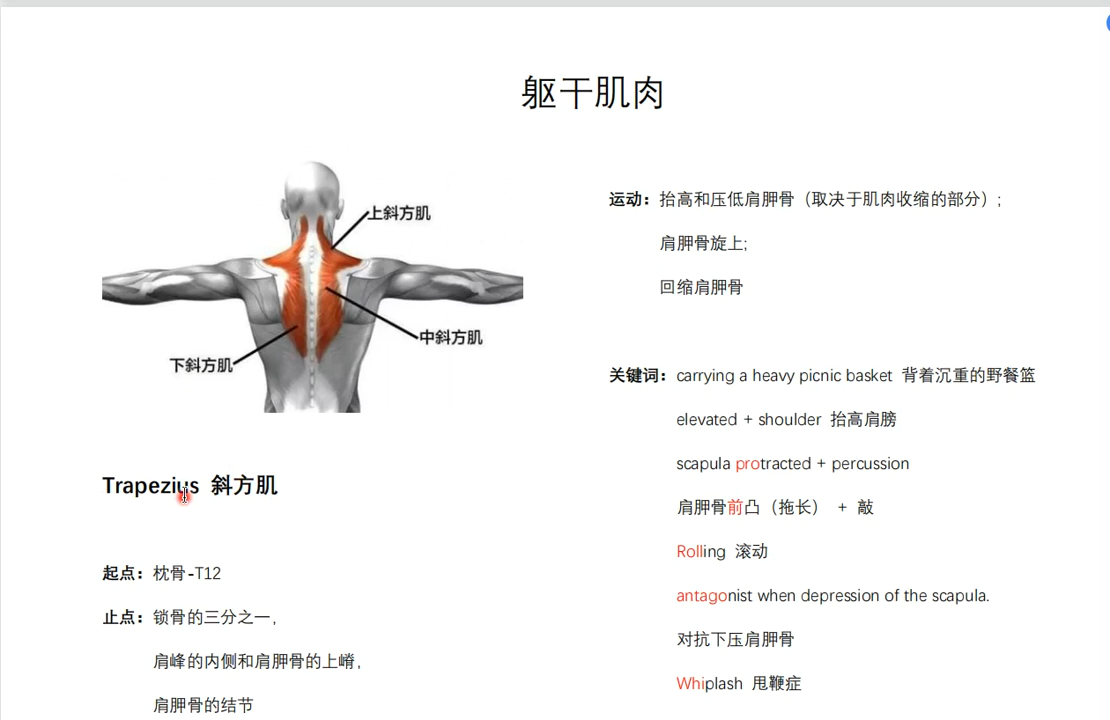 躯干肌肉
上斜方肌
中斜方肌
下斜方肌
Trapezius 斜方肌
起点：枕骨-T12
止点：锁骨的三分之一，
肩峰的内侧和肩胛骨的上嵴，
肩胛骨的结节
运动：抬高和压低肩胛骨（取决于肌肉收缩的部分）；
肩胛骨旋上;
回缩肩胛骨
关键词：carrying a heavy picnic basket 背着沉重的野餐篮
elevated + shoulder 抬高肩膀
scapula protracted + percussion
肩胛骨前凸（拖长） + 敲
Rolling 滚动
antagonist when depression of the scapula.
对抗下压肩胛骨
Whiplash 甩鞭症